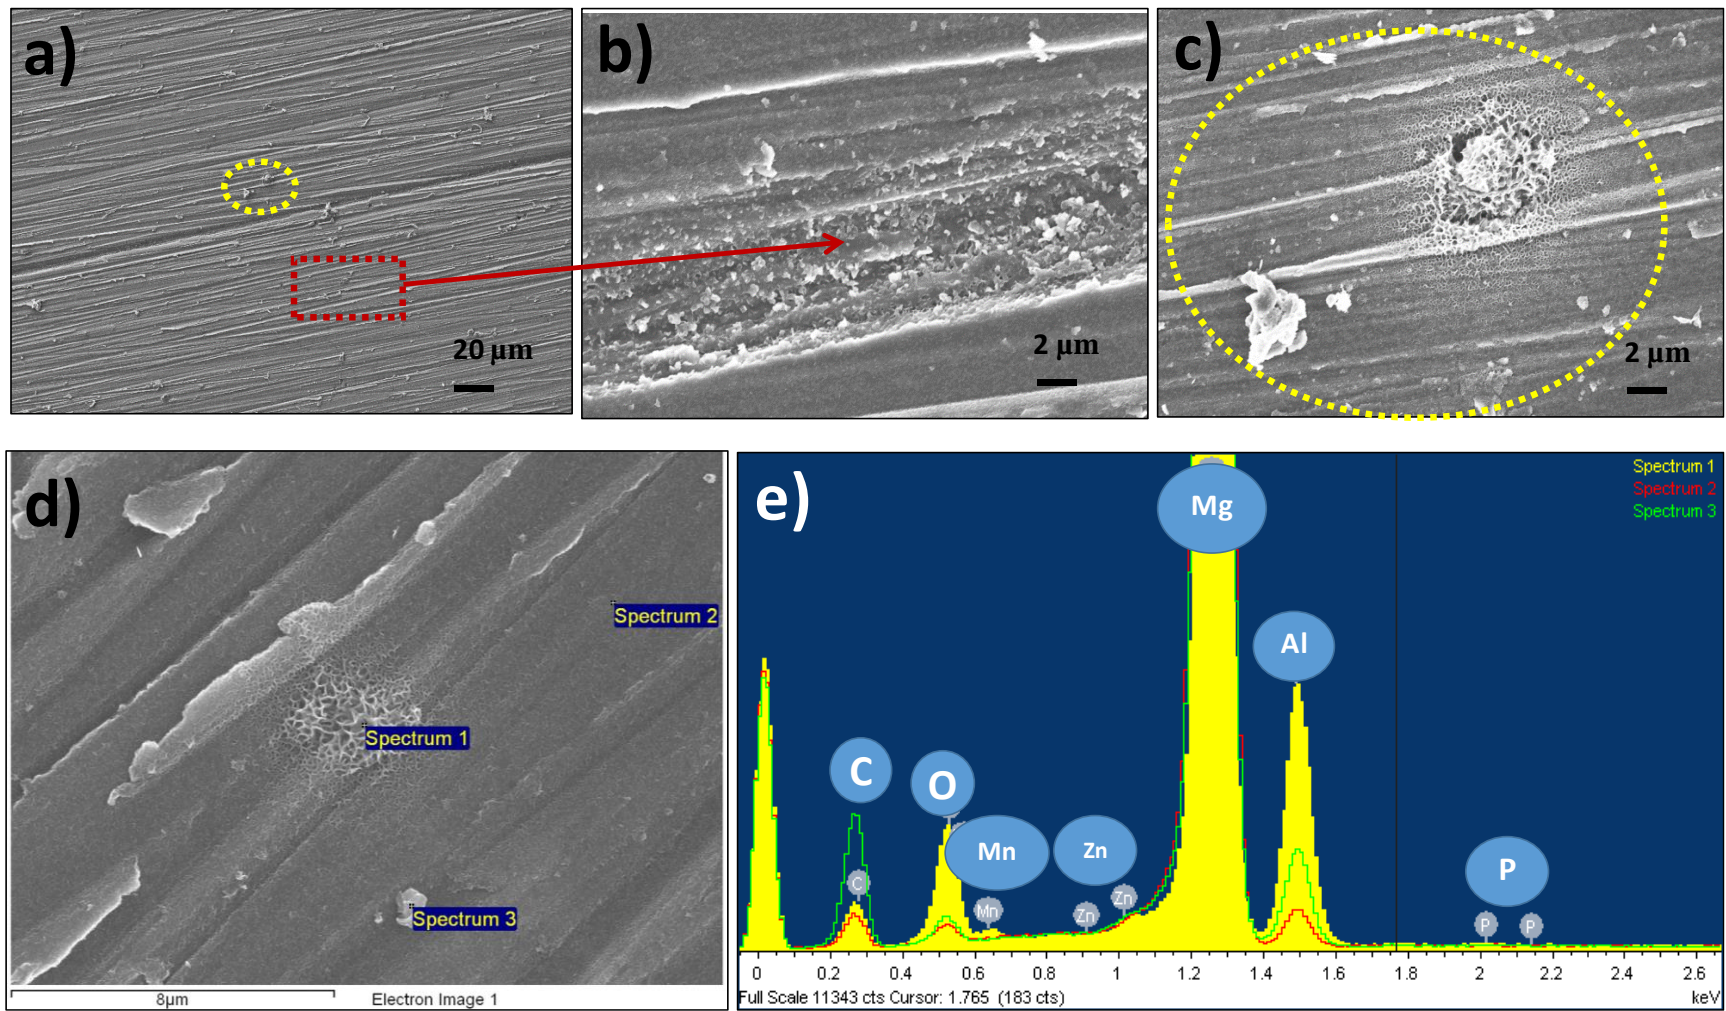 a)
20 µm
b)
2 µm
c)
2 µm
d)
Spectrum 2
Spectrum 1
Spectrum 3
8µm
Electron Image 1
e)
Spectrum 1
Spectrum 2
Spectrum 3
Mg
Al
C
O
Mn
Zn
P
C
Mn
Zn
Zn
P
P
0 0.2 0.4 0.6 0.8 1 1.2 1.4 1.6 1.8 2 2.2 2.4 2.6
Full Scale 11343 cts Cursor: 1.765 (183 cts)
keV